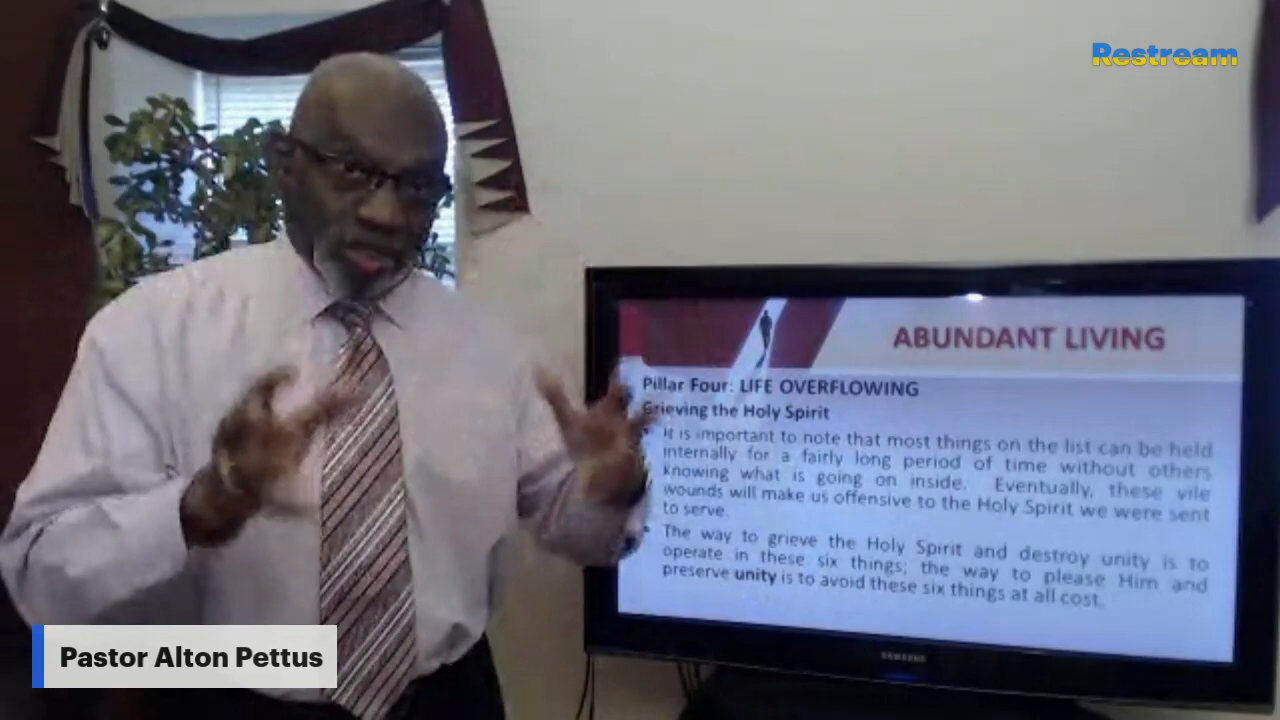 Restream
ABUNDANT LIVING
Pillar Four: LIFE OVERFLOWING
Grieving the Holy Spirit
• It is important to note that most things on the list can be held
internally for a fairly long period of time without others
knowing what is going on inside. Eventually, these vile
wounds will make us offensive to the Holy Spirit we were sent
to serve.
• The way to grieve the Holy Spirit and destroy unity is to
operate in these six things; the way to please Him and
preserve unity is to avoid these six things at all cost.
SAMSUNG
Pastor Alton Pettus